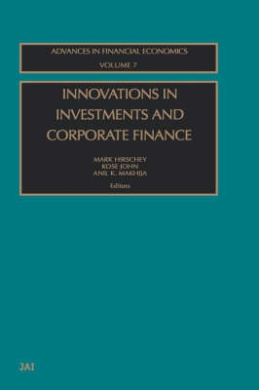 ADVANCES IN FINANCIAL ECONOMICS
VOLUME 7
INNOVATIONS IN
INVESTMENTS AND
CORPORATE FINANCE
MARK HIRSCHEY
KOSE JOHN
ANIL K. MAKHIJA
Editors
JAI